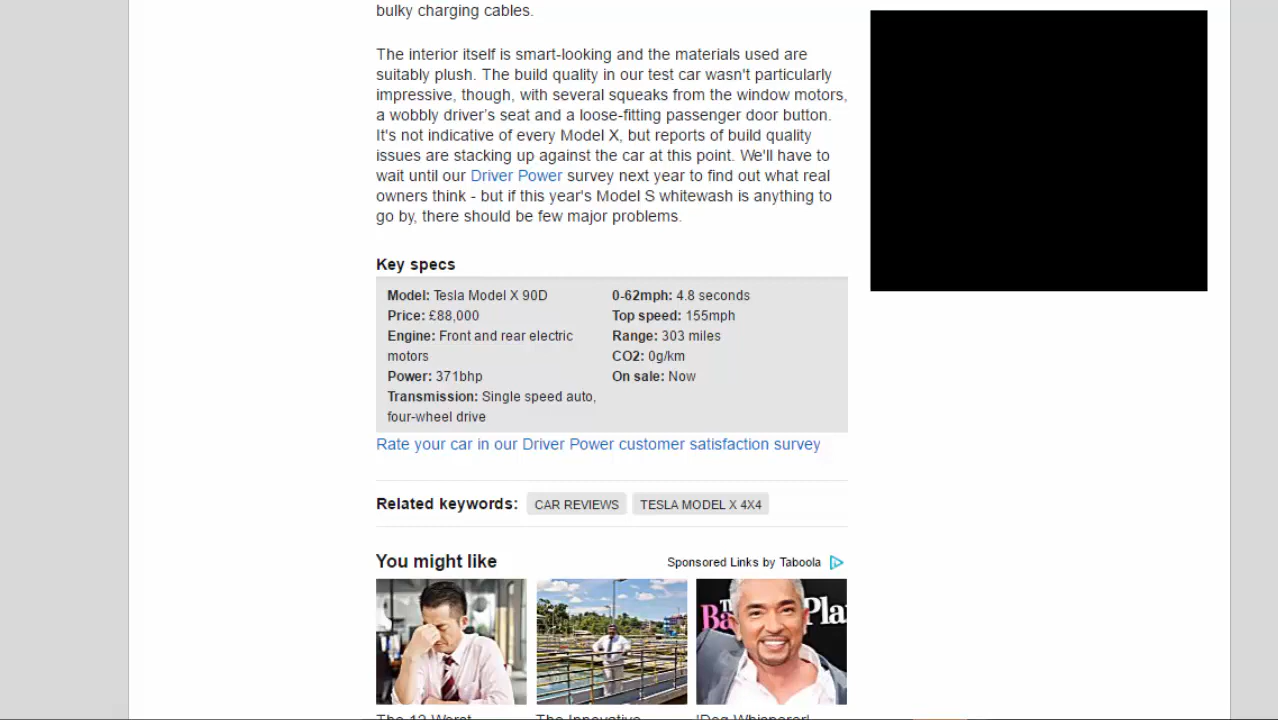 bulky charging cables.
The interior itself is smart-looking and the materials used are
suitably plush. The build quality in our test car wasn't particularly
impressive, though, with several squeaks from the window motors,
a wobbly driver’s seat and a loose-fitting passenger door button.
It's not indicative of every Model X, but reports of build quality
issues are stacking up against the car at this point. We'll have to
wait until our Driver Power survey next year to find out what real
owners think - but if this year's Model S whitewash is anything to
go by, there should be few major problems.
Key specs
Model: Tesla Model X 90D
Price: £88,000
Engine: Front and rear electric
motors
Power: 371bhp
Transmission: Single speed auto,
four-wheel drive
0-62mph: 4.8 seconds
Top speed: 155mph
Range: 303 miles
CO2: 0g/km
On sale: Now
Rate your car in our Driver Power customer satisfaction survey
Related keywords: CAR REVIEWS TESLA MODEL X 4X4
You might like
Sponsored Links by Taboola
The 12 Worst
The Innovative
'Dog Whisperer'